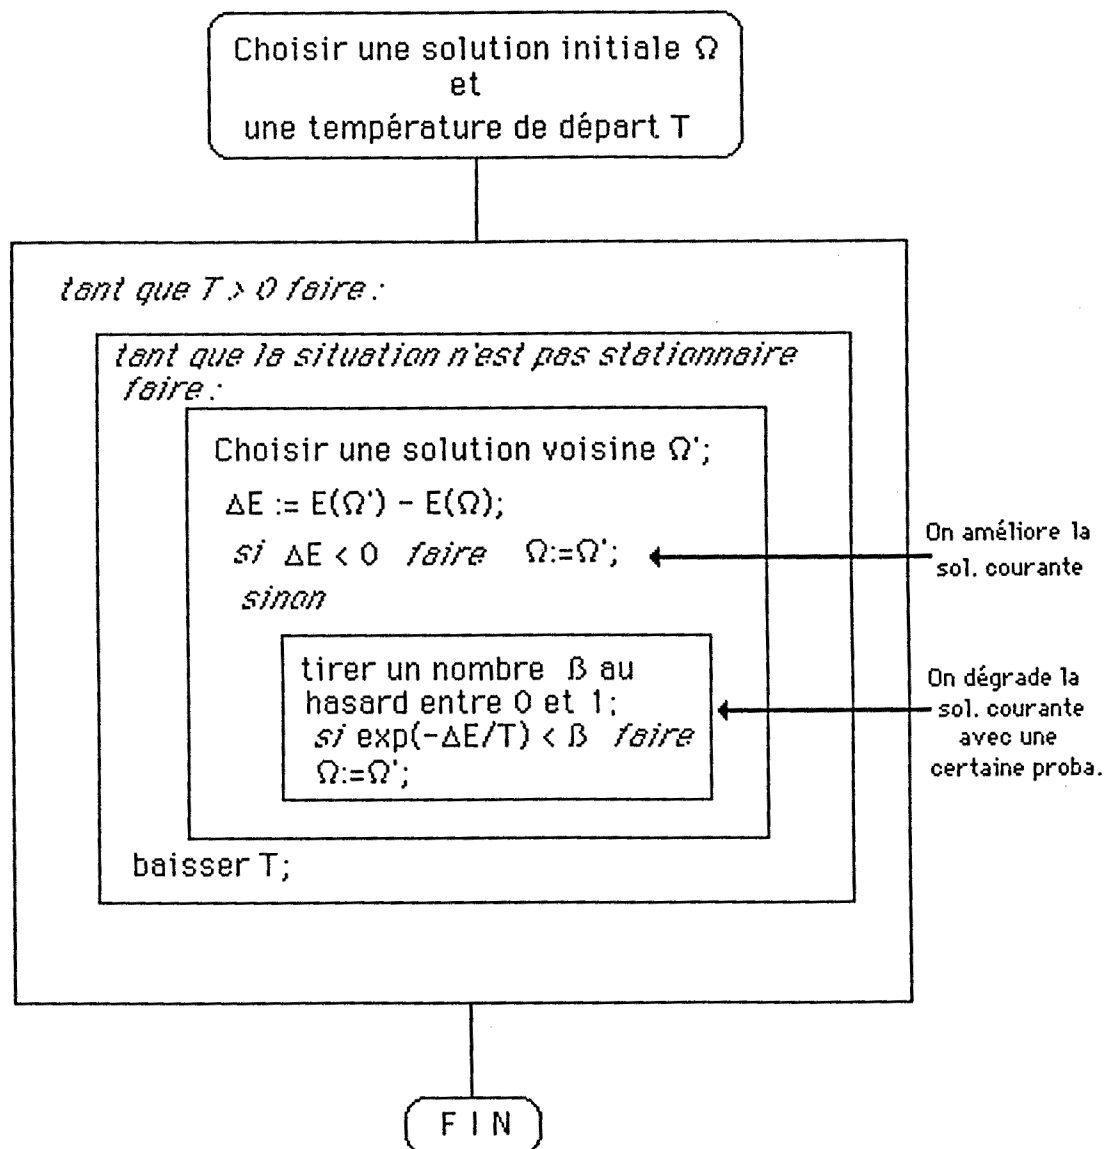 Choisir une solution initiale Ω
et
une température de départ T
tant que T > 0 faire :
tant que la situation n'est pas stationnaire
faire :
Choisir une solution voisine Ω';
ΔE := E(Ω') - E(Ω);
si ΔE < 0 faire Ω:=Ω';
sinon
On améliore la
sol. courante
tirer un nombre ß au
hasard entre 0 et 1;
si exp(-ΔE/T) < ß faire
Ω:=Ω';
On dégrade la
sol. courante
avec une
certaine proba.
baisser T;
FIN